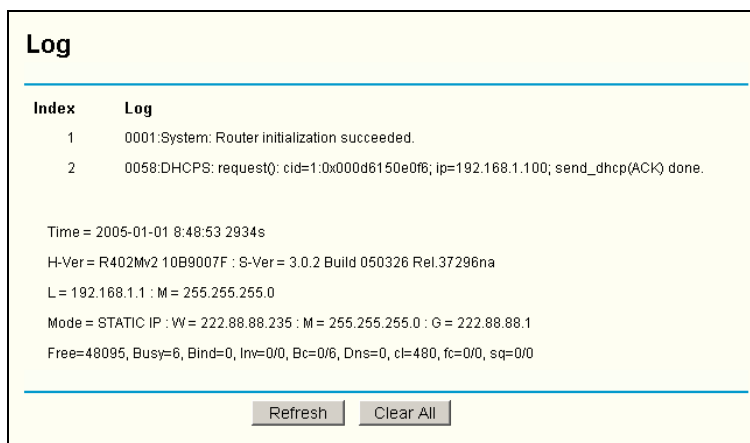 Log
Index Log
1 0001:System: Router initialization succeeded.
2 0058:DHCPS: request(): cid=1:0x000d6150e0f6; ip=192.168.1.100; send_dhcp(ACK) done.
Time = 2005-01-01 8:48:53 2934s
H-Ver = R402Mv2 10B9007F : S-Ver = 3.0.2 Build 050326 Rel.37296na
L = 192.168.1.1 : M = 255.255.255.0
Mode = STATIC IP : W = 222.88.88.235 : M = 255.255.255.0 : G = 222.88.88.1
Free=48095, Busy=6, Bind=0, Inv=0/0, Bc=0/6, Dns=0, cl=480, fc=0/0, sq=0/0
Refresh Clear All